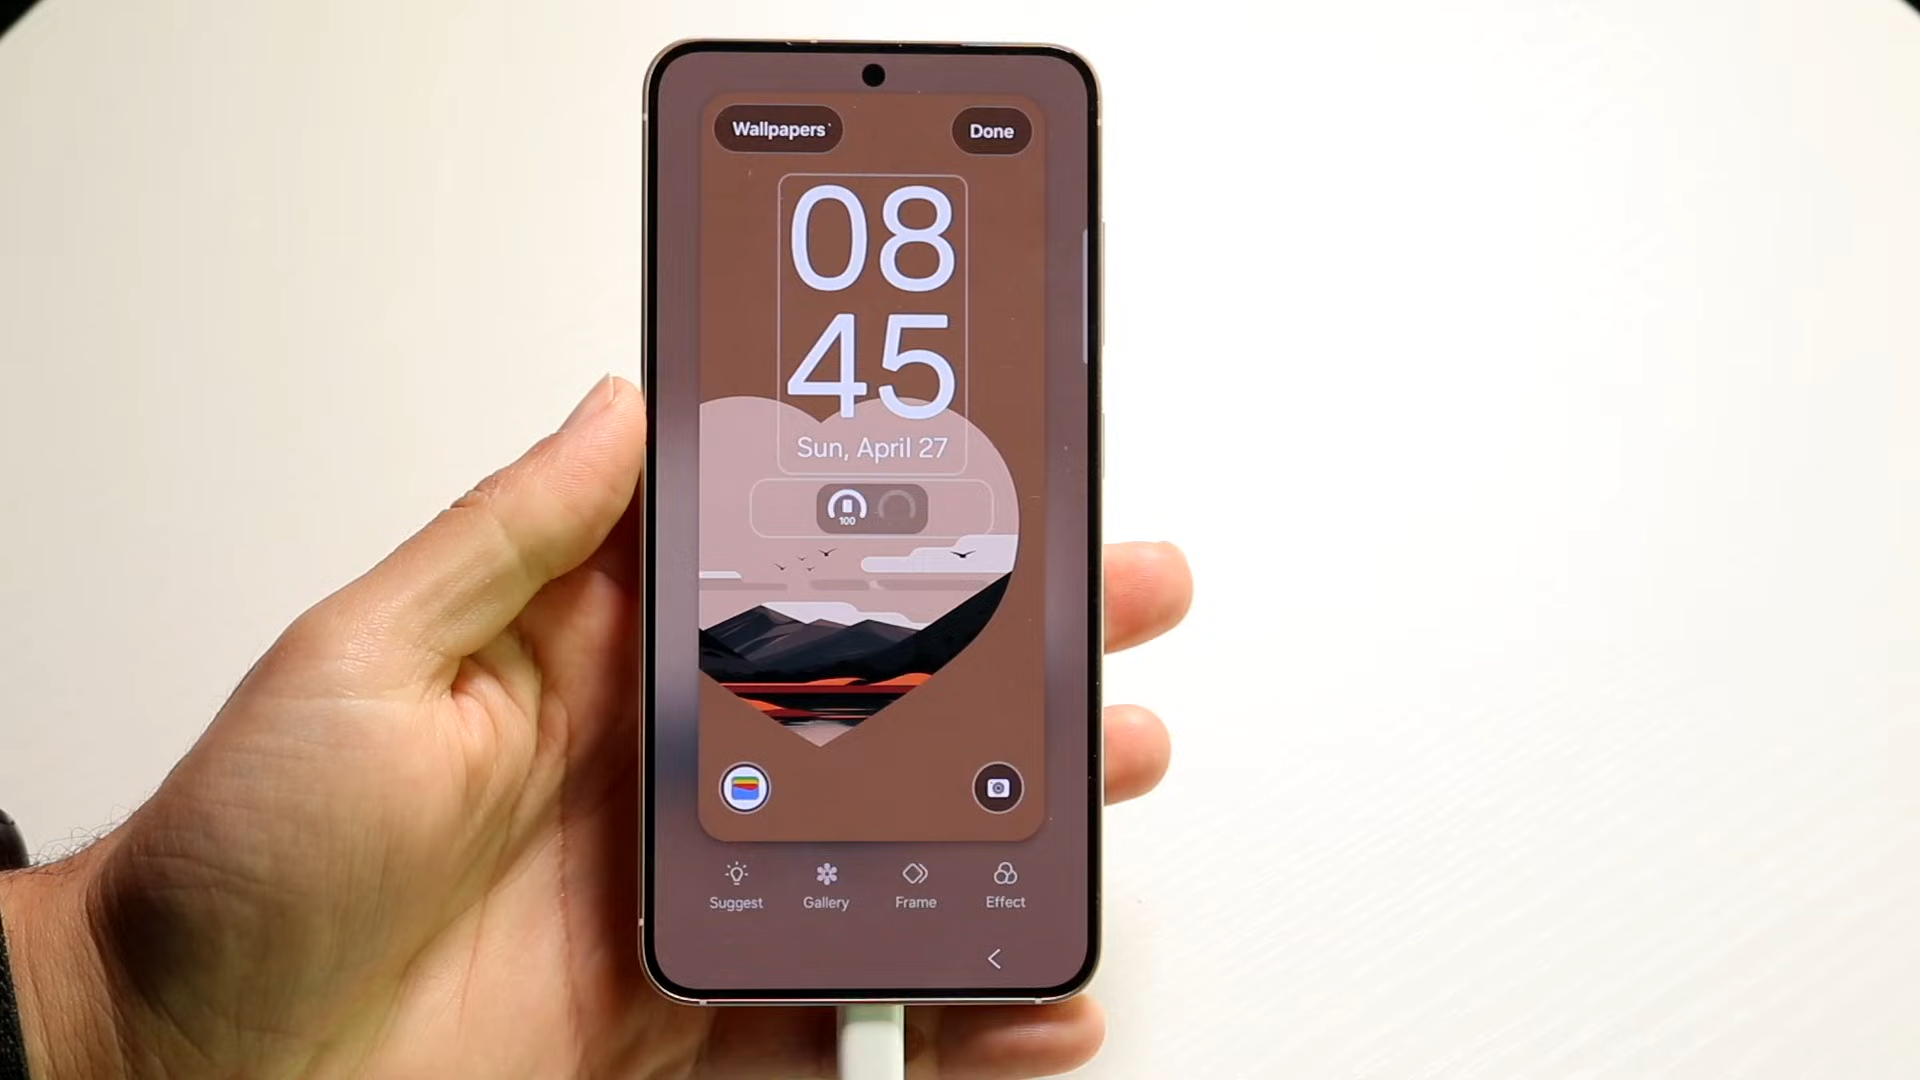 Wallpapers
Done
08
45
Sun, April 27
100
Suggest
Gallery
Frame
Effect